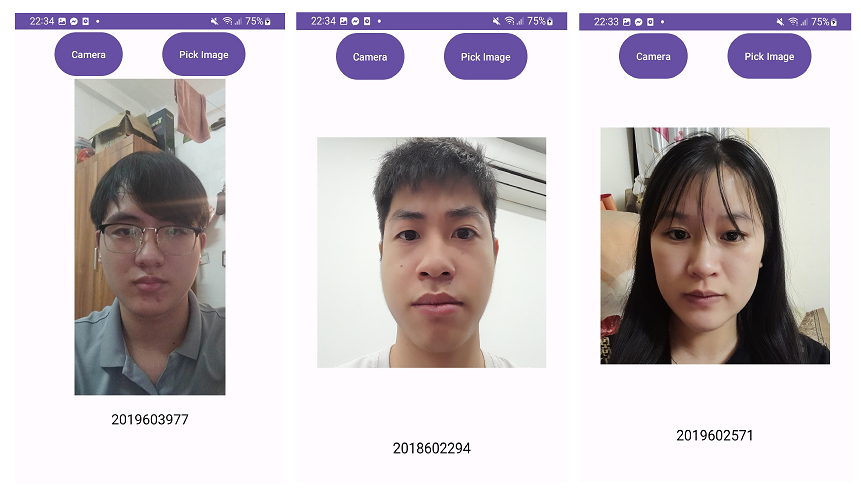 22:34 75%
Camera Pick Image
2019603977
22:34 75%
Camera Pick Image
2018602294
22:33 75%
Camera Pick Image
2019602571